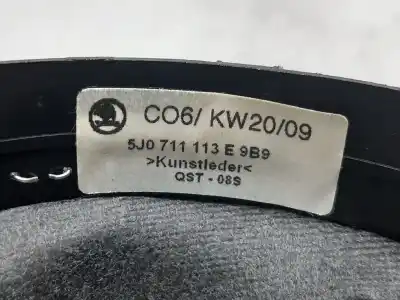 CO6/ KW20/09
5J0 711 113 E 9B9
>Kunstleder<
QST - 08S